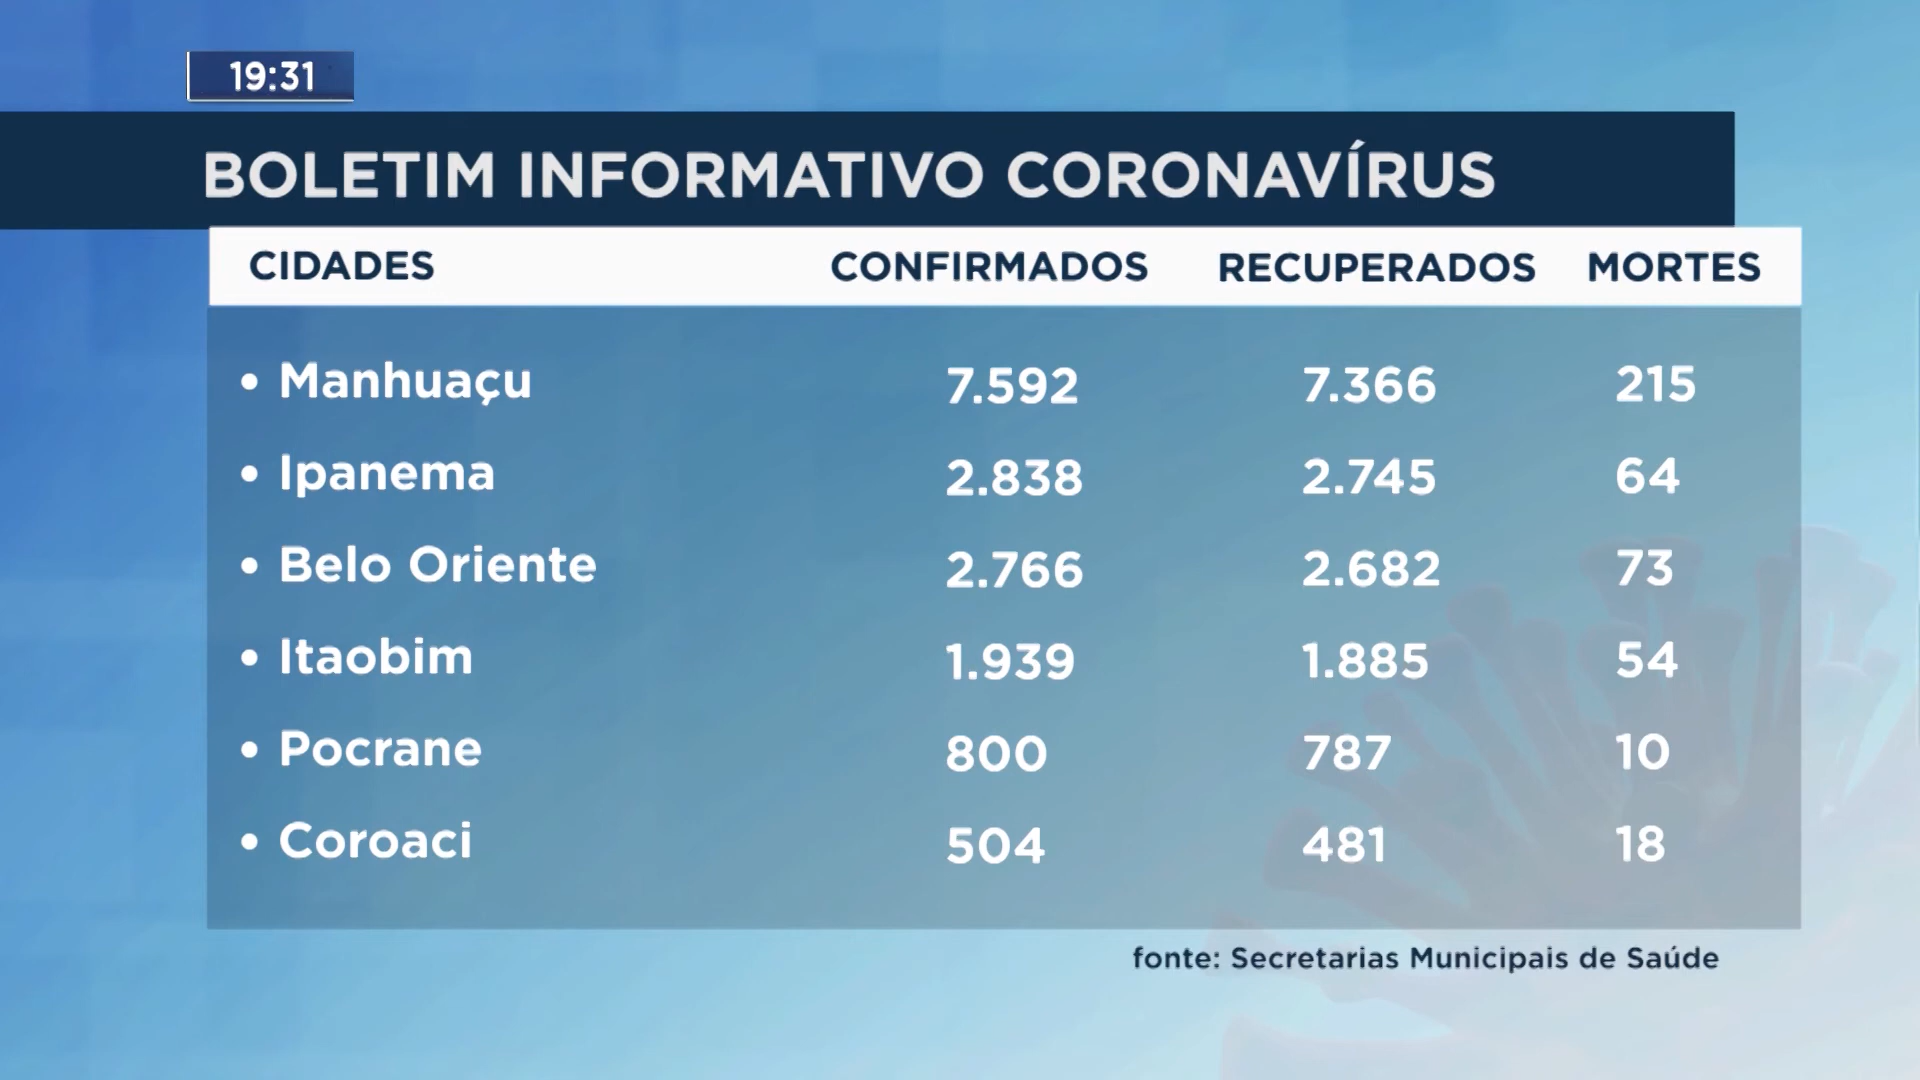 19:31
BOLETIM INFORMATIVO CORONAVÍRUS
CIDADES CONFIRMADOS RECUPERADOS MORTES
• Manhuaçu 7.592 7.366 215
• Ipanema 2.838 2.745 64
• Belo Oriente 2.766 2.682 73
• Itaobim 1.939 1.885 54
• Pocrane 800 787 10
• Coroaci 504 481 18
fonte: Secretarias Municipais de Saúde